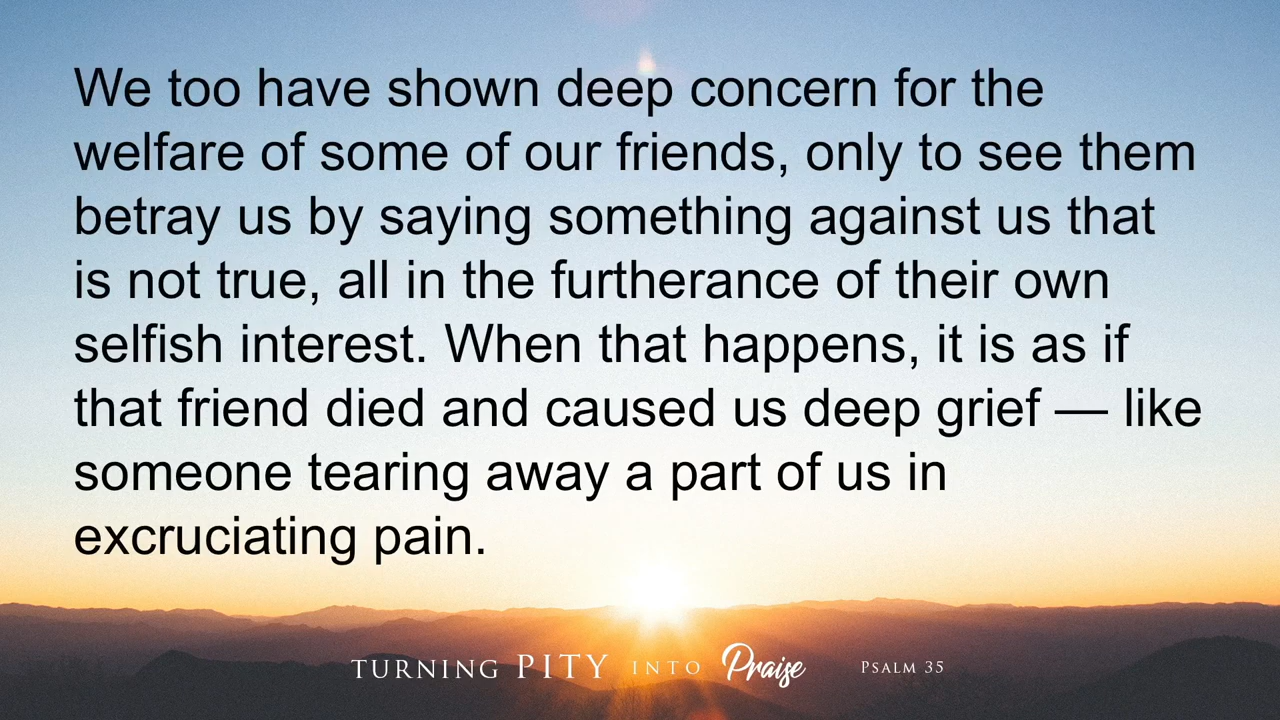 We too have shown deep concern for the
welfare of some of our friends, only to see them
betray us by saying something against us that
is not true, all in the furtherance of their own
selfish interest. When that happens, it is as if
that friend died and caused us deep grief — like
someone tearing away a part of us in
excruciating pain.
TURNING PITY INTO Praise PSALM 35